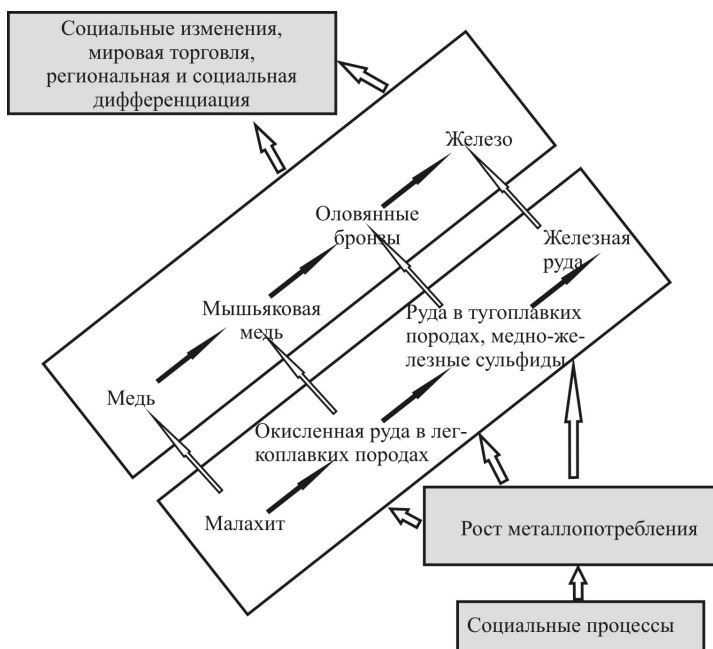 Социальные изменения,
мировая торговля,
региональная и социальная
дифференциация
Железо
Оловянные
бронзы
Железная
руда
Мышьяковая
медь
Руда в тугоплавких
породах, медно-же-
лезные сульфиды
Медь
Окисленная руда в лег-
коплавких породах
Малахит
Рост металлопотребления
Социальные процессы